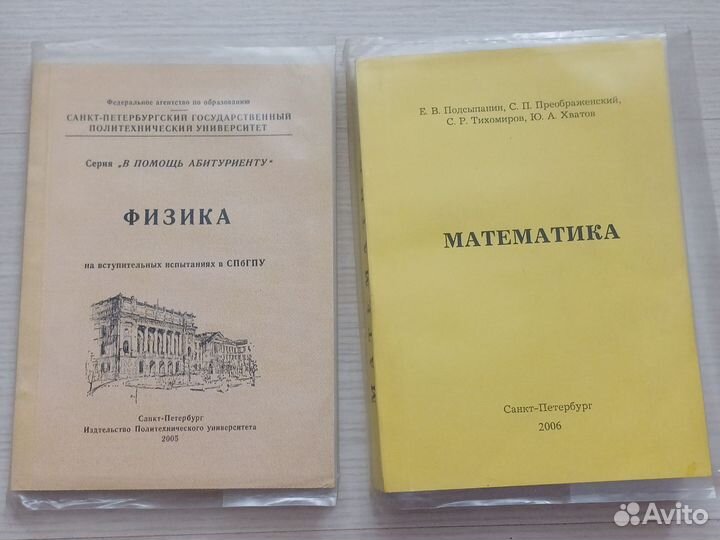 Федеральное агентство по образованию
САНКТ-ПЕТЕРБУРГСКИЙ ГОСУДАРСТВЕННЫЙ
ПОЛИТЕХНИЧЕСКИЙ УНИВЕРСИТЕТ
Серия „В ПОМОЩЬ АБИТУРИЕНТУ“
ФИЗИКА
на вступительных испытаниях в СПбГПУ
Санкт-Петербург
Издательство Политехнического университета
2005
Е. В. Подсыпанин, С. П. Преображенский,
С. Р. Тихомиров, Ю. А. Хватов
МАТЕМАТИКА
Санкт-Петербург
2006
МАТЕМАТИКА
Avito